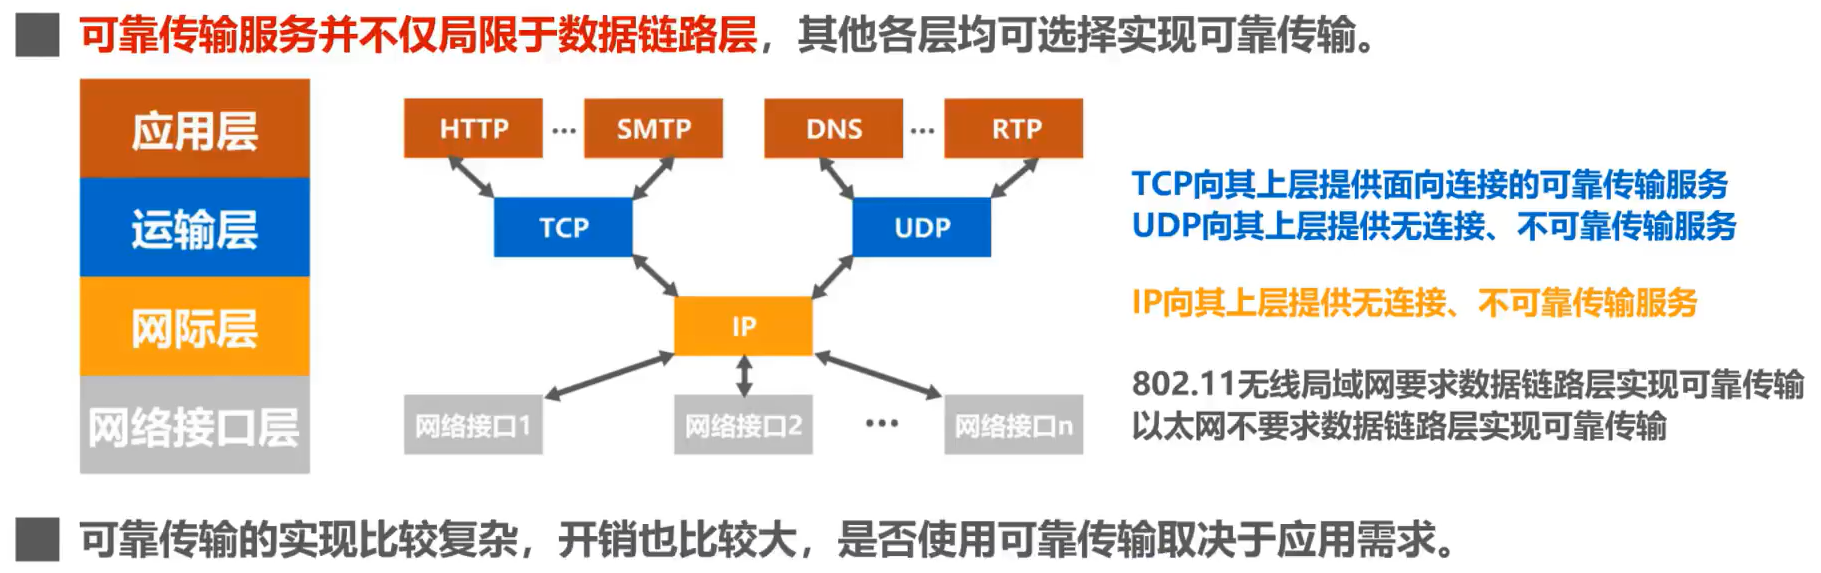 可靠传输服务并不仅局限于数据链路层，其他各层均可选择实现可靠传输。
应用层
HTTP ... SMTP DNS ... RTP
运输层
TCP UDP
TCP向其上层提供面向连接的可靠传输服务
UDP向其上层提供无连接、不可靠传输服务
网际层
IP
IP向其上层提供无连接、不可靠传输服务
网络接口层
网络接口1 网络接口2 ... 网络接口n
802.11无线局域网要求数据链路层实现可靠传输
以太网不要求数据链路层实现可靠传输
可靠传输的实现比较复杂，开销也比较大，是否使用可靠传输取决于应用需求。